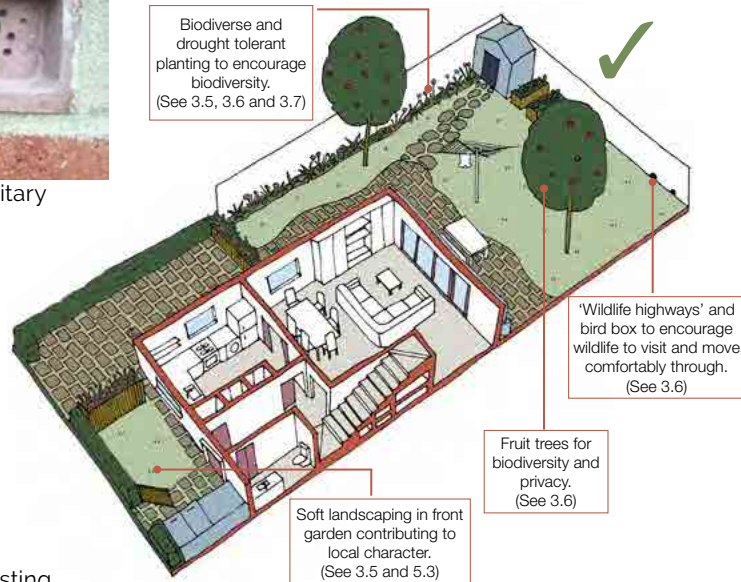 Biodiverse and
drought tolerant
planting to encourage
biodiversity.
(See 3.5, 3.6 and 3.7)
itary
'Wildlife highways' and
bird box to encourage
wildlife to visit and move
comfortably through.
(See 3.6)
Fruit trees for
biodiversity and
privacy.
(See 3.6)
Soft landscaping in front
garden contributing to
local character.
(See 3.5 and 5.3)
sting